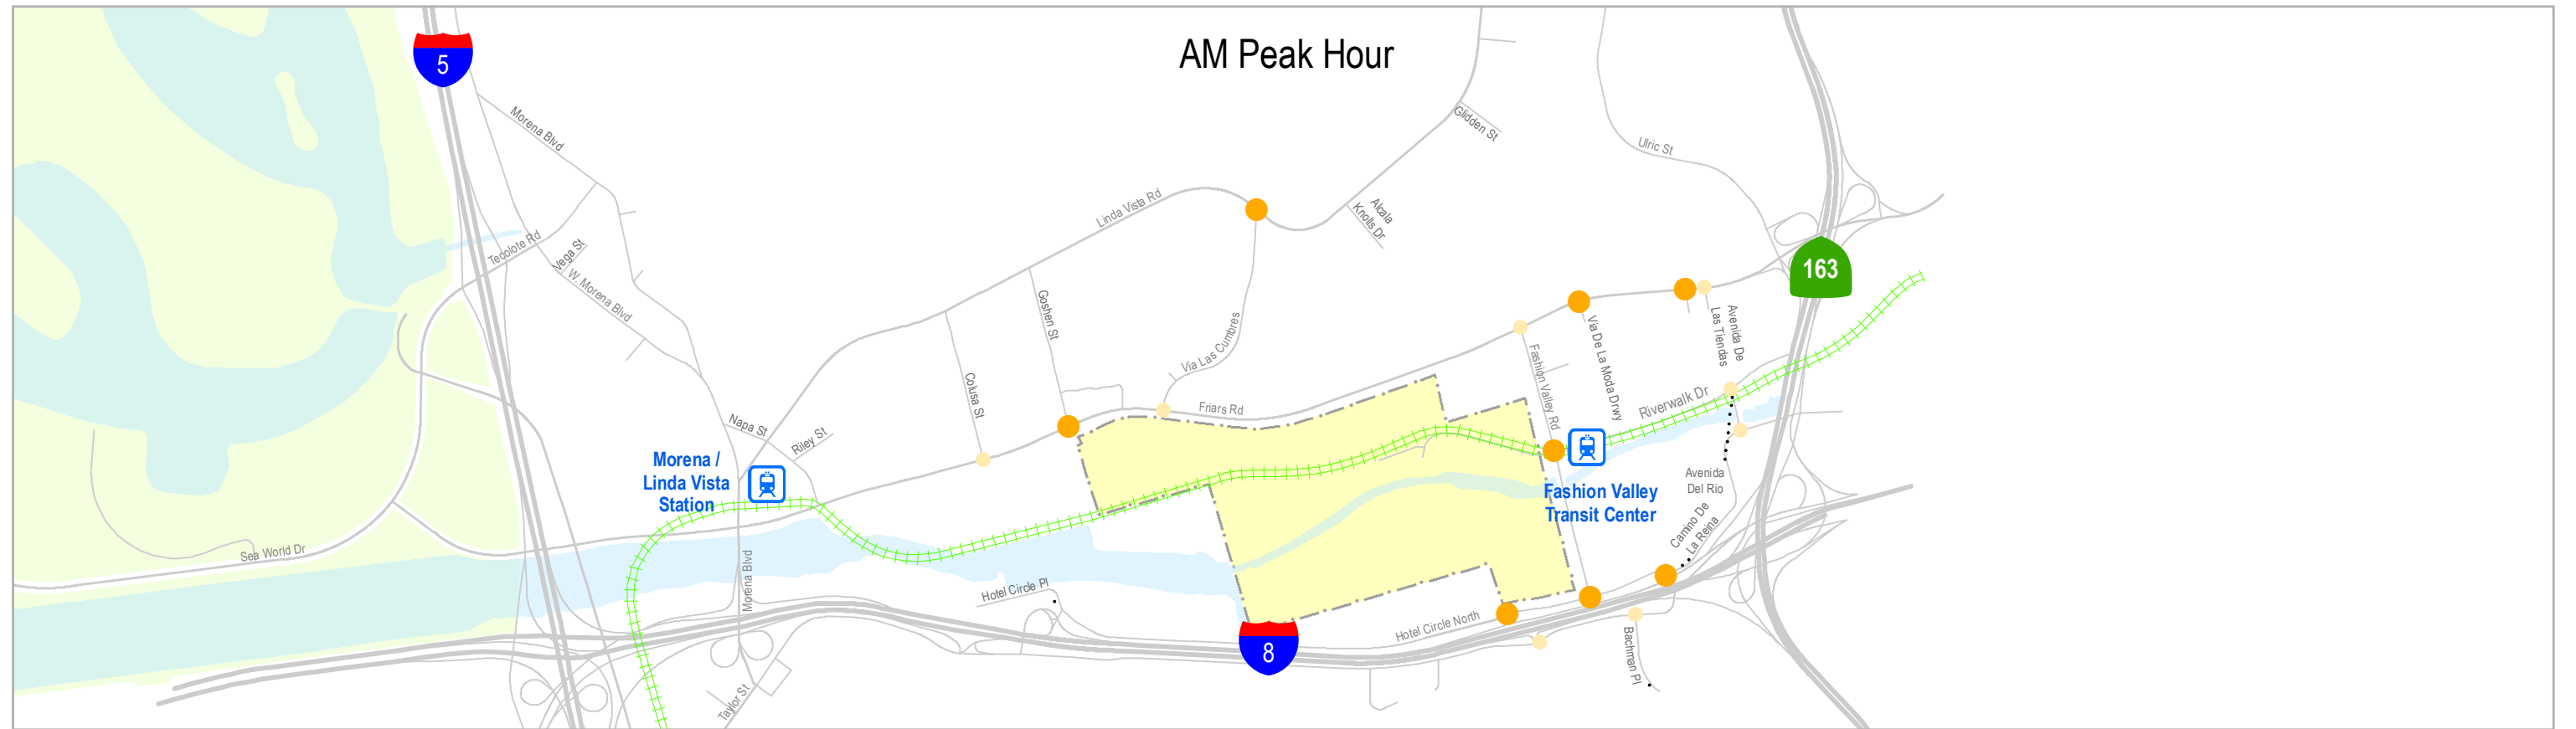 AM Peak Hour
5
Morena Blvd
Glidden St
Ulric St
Linda Vista Rd
Alcala
Knolls Dr
Tecolote Rd
Vega St
W. Morena Blvd
163
Goshen St
Via Las Cumbres
Colusa St
Fashion Valley Rd
Via De La Moda Drwy
Avenida De
Las Tiendas
Riverwalk Dr
Friars Rd
Napa St
Riley St
Morena /
Linda Vista
Station
Fashion Valley
Transit Center
Avenida
Del Rio
Camino De
La Reina
Sea World Dr
Morena Blvd
Hotel Circle Pl
Hotel Circle North
8
Bachman Pl
Taylor St